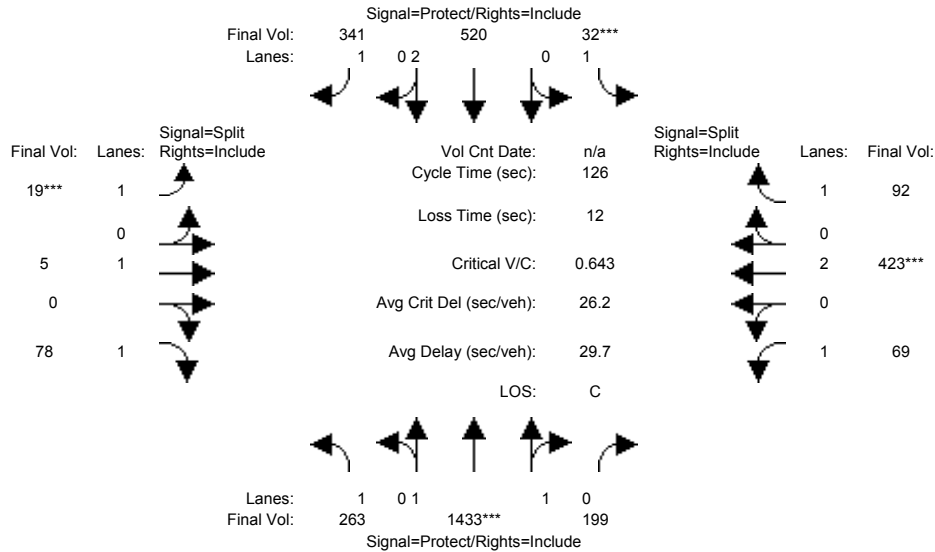 Signal=Protect/Rights=Include
Final Vol: 341 520 32***
Lanes: 1 0 2 0 1
Signal=Split
Final Vol: Lanes: Rights=Include
Vol Cnt Date: n/a
Signal=Split
Rights=Include Lanes: Final Vol:
Cycle Time (sec): 126
19*** 1
1 92
Loss Time (sec): 12
0
0
5 1
Critical V/C: 0.643
2 423***
0 0
Avg Crit Del (sec/veh): 26.2
0
78 1
Avg Delay (sec/veh): 29.7
1 69
LOS: C
Lanes: 1 0 1 1 0
Final Vol: 263 1433*** 199
Signal=Protect/Rights=Include